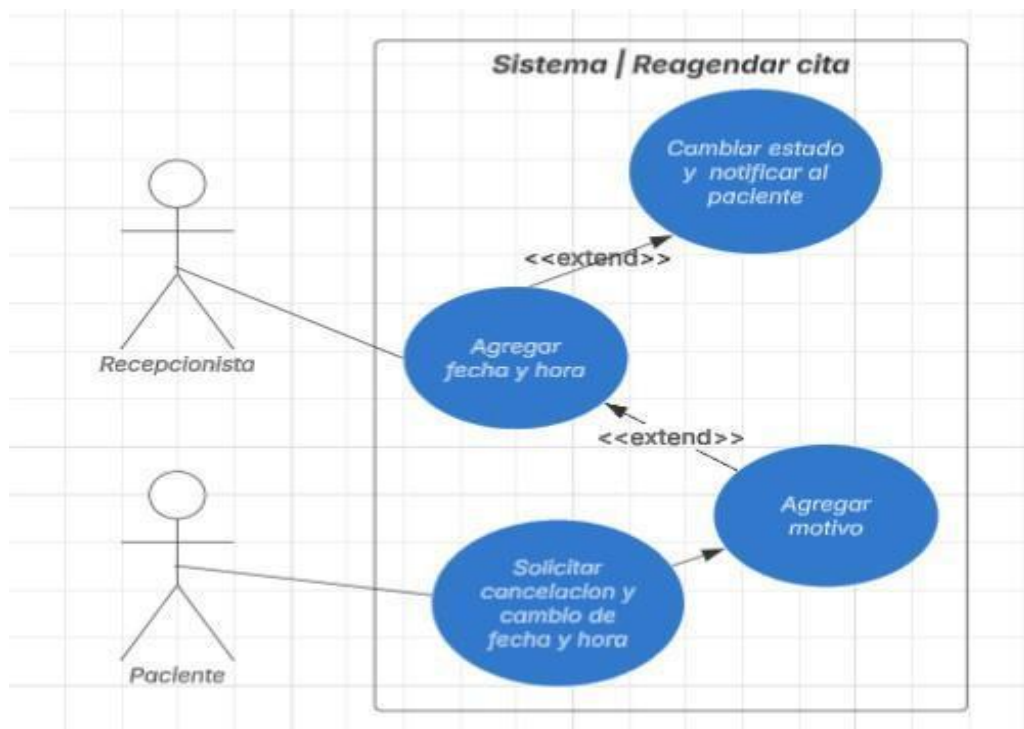 Sistema | Reagendar cita
Cambiar estado
y notificar al
paciente
<<extend>>
Agregar
fecha y hora
Recepcionista
<<extend>>
Agregar
motivo
Solicitar
cancelacion y
cambio de
fecha y hora
Paciente